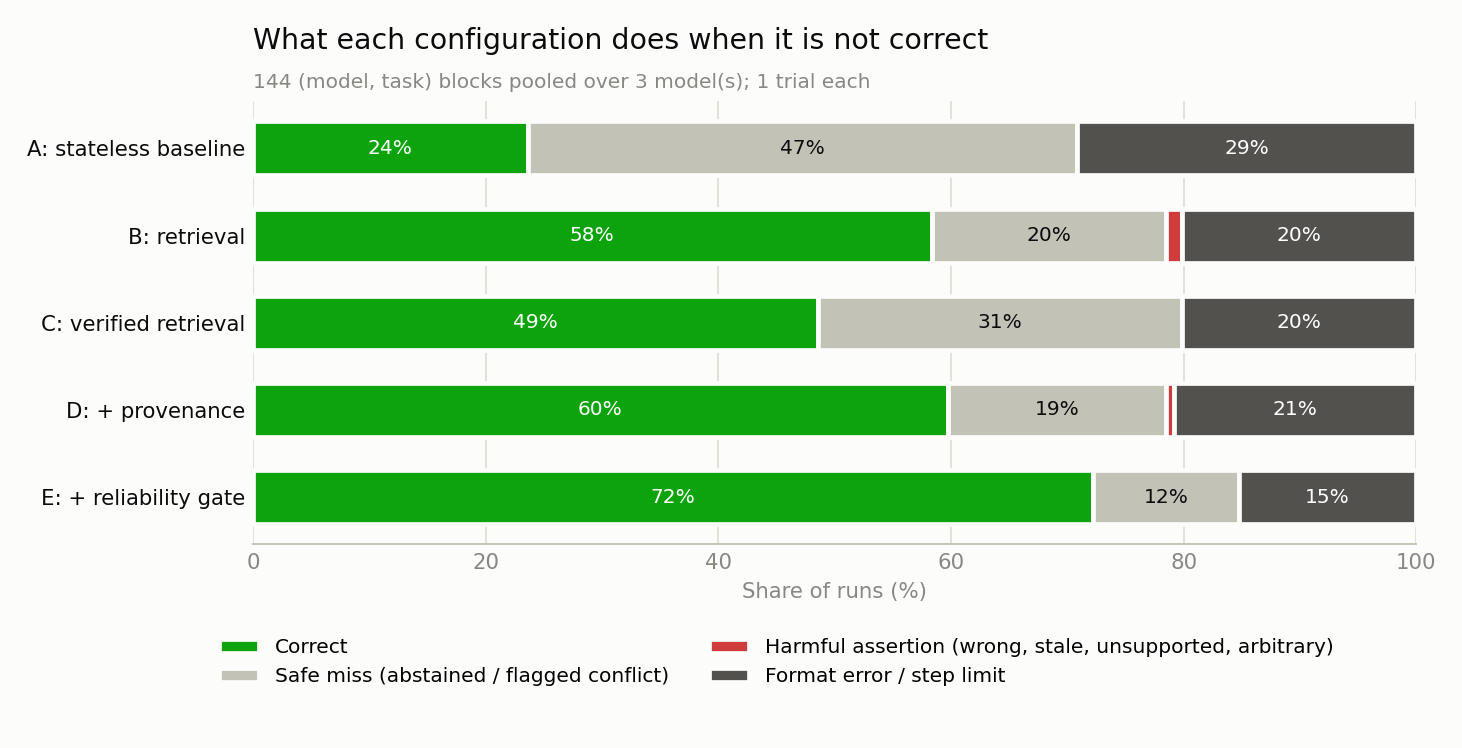 What each configuration does when it is not correct
144 (model, task) blocks pooled over 3 model(s); 1 trial each
A: stateless baseline 24% 47% 29%
B: retrieval 58% 20% 20%
C: verified retrieval 49% 31% 20%
D: + provenance 60% 19% 21%
E: + reliability gate 72% 12% 15%
0 20 40 60 80 100
Share of runs (%)
Correct Harmful assertion (wrong, stale, unsupported, arbitrary)
Safe miss (abstained / flagged conflict) Format error / step limit